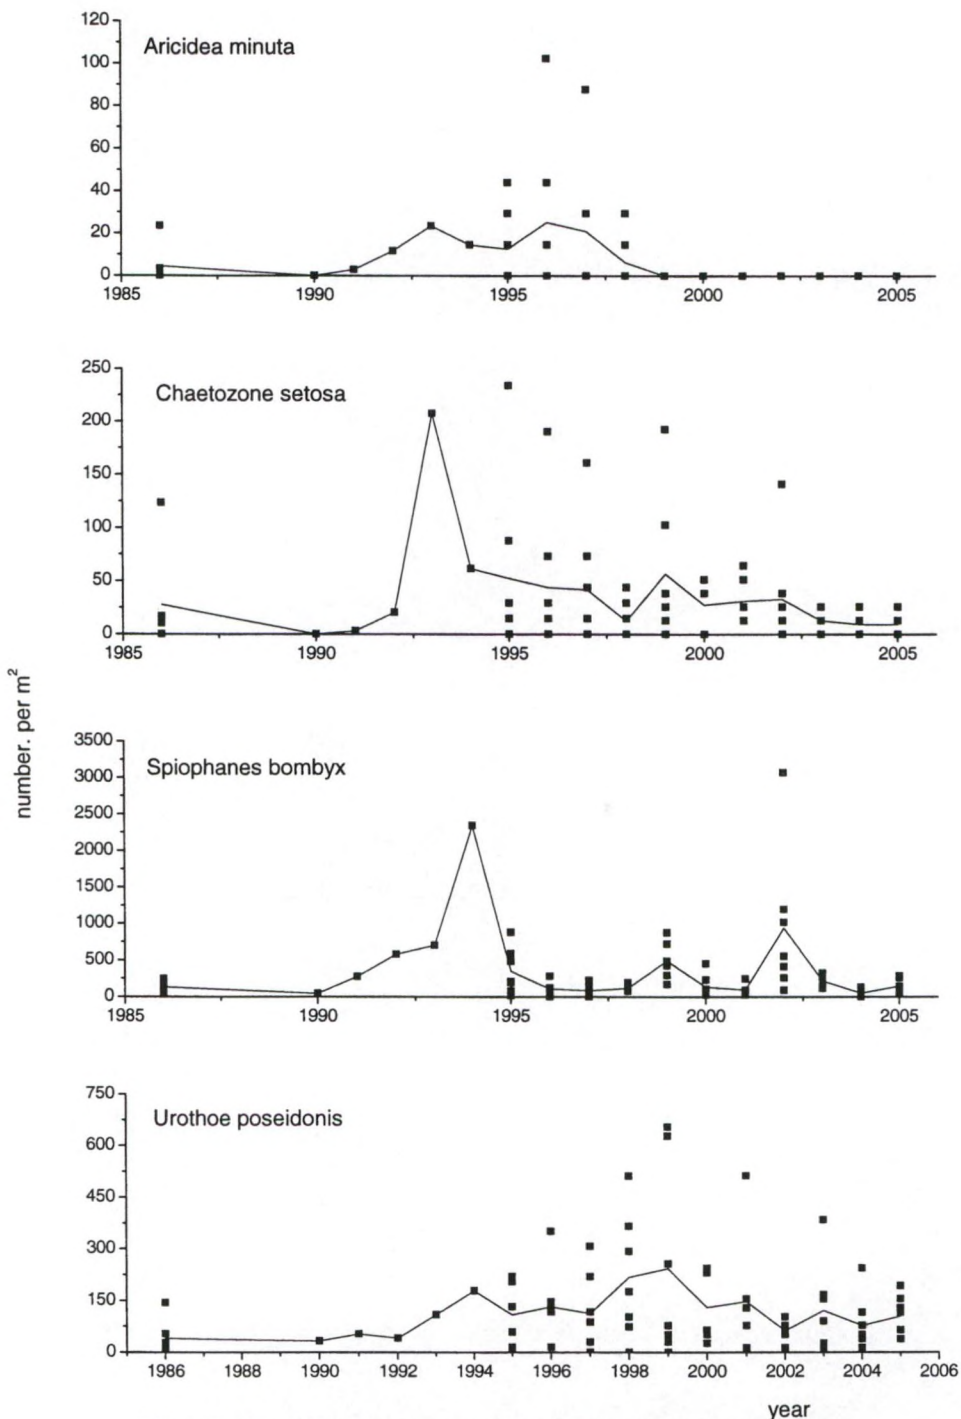 Aricidea minuta
120
100
80
60
40
20
0
1985 1990 1995 2000 2005
Chaetozone setosa
250
200
150
100
50
0
1985 1990 1995 2000 2005
number. per m²
Spiophanes bombyx
3500
3000
2500
2000
1500
1000
500
0
1985 1990 1995 2000 2005
Urothoe poseidonis
750
600
450
300
150
0
1986 1988 1990 1992 1994 1996 1998 2000 2002 2004 2006
year